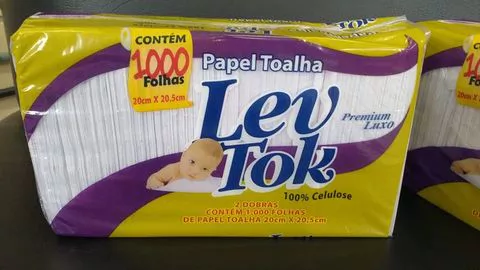 CONTÉM
1000
Folhas
20cm X 20,5cm
Papel Toalha
Lev
Tok
Premium
Luxo
100% Celulose
2 DOBRAS
CONTÉM 1.000 FOLHAS
DE PAPEL TOALHA 20cm X 20,5cm